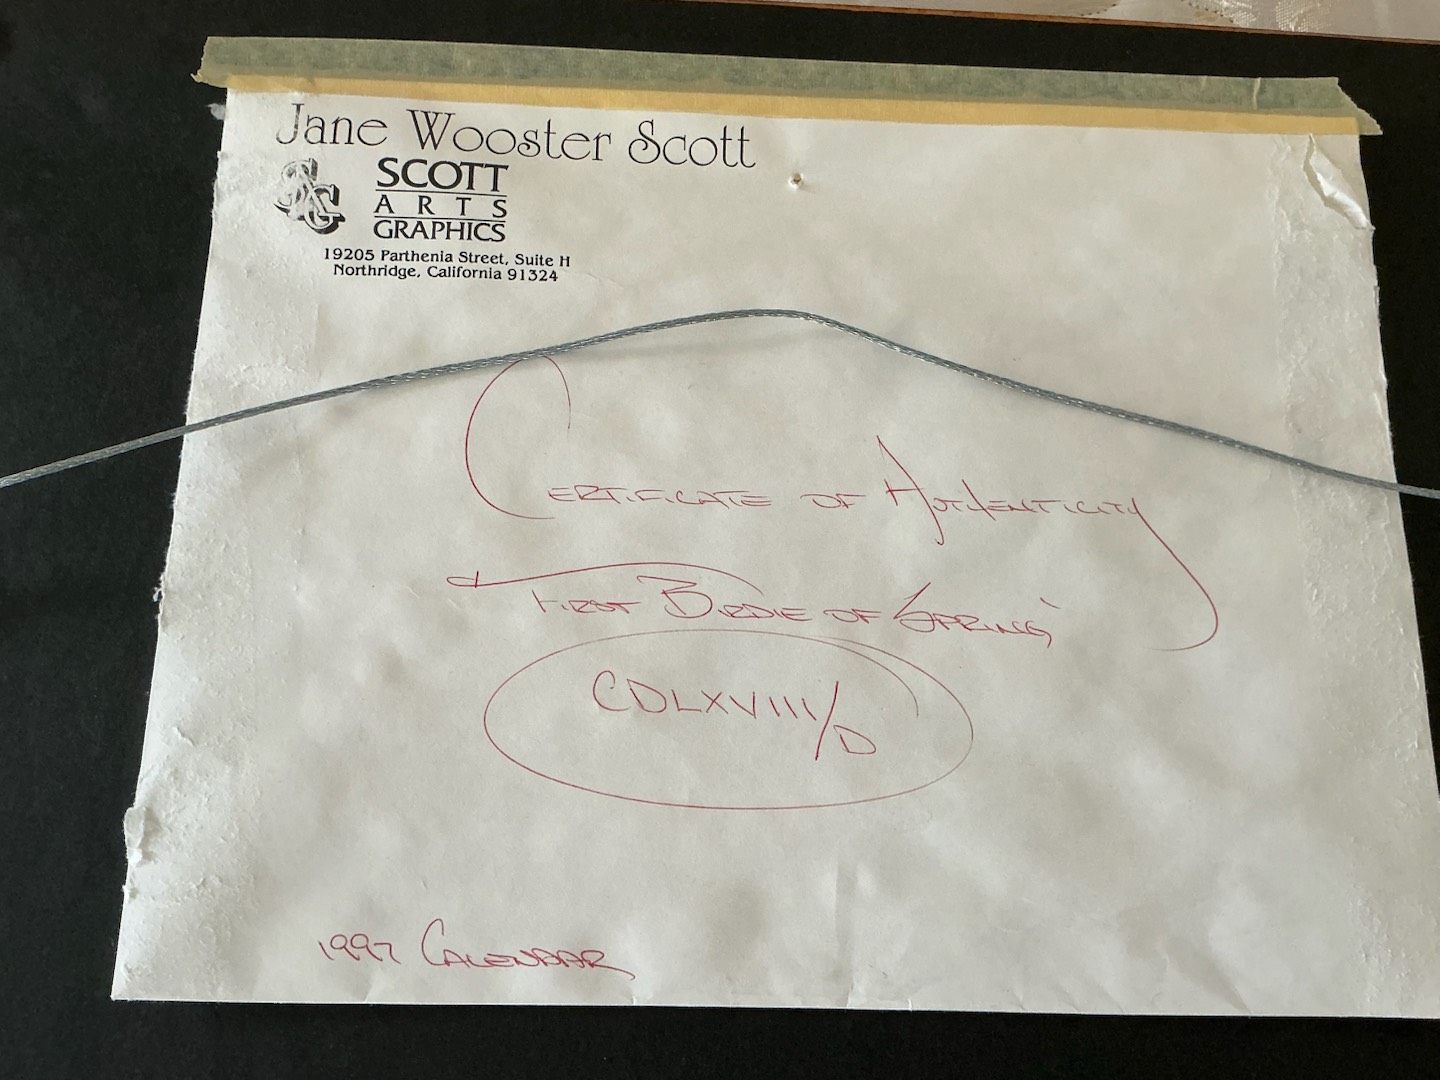 Jane Wooster Scott
SAG
SCOTT
ARTS
GRAPHICS
19205 Parthenia Street, Suite H
Northridge, California 91324
CERTIFICATE OF AUTHENTICITY
"FIRST BIRDIE OF SPRING"
CDLXVIII/D
1997 CALENDAR